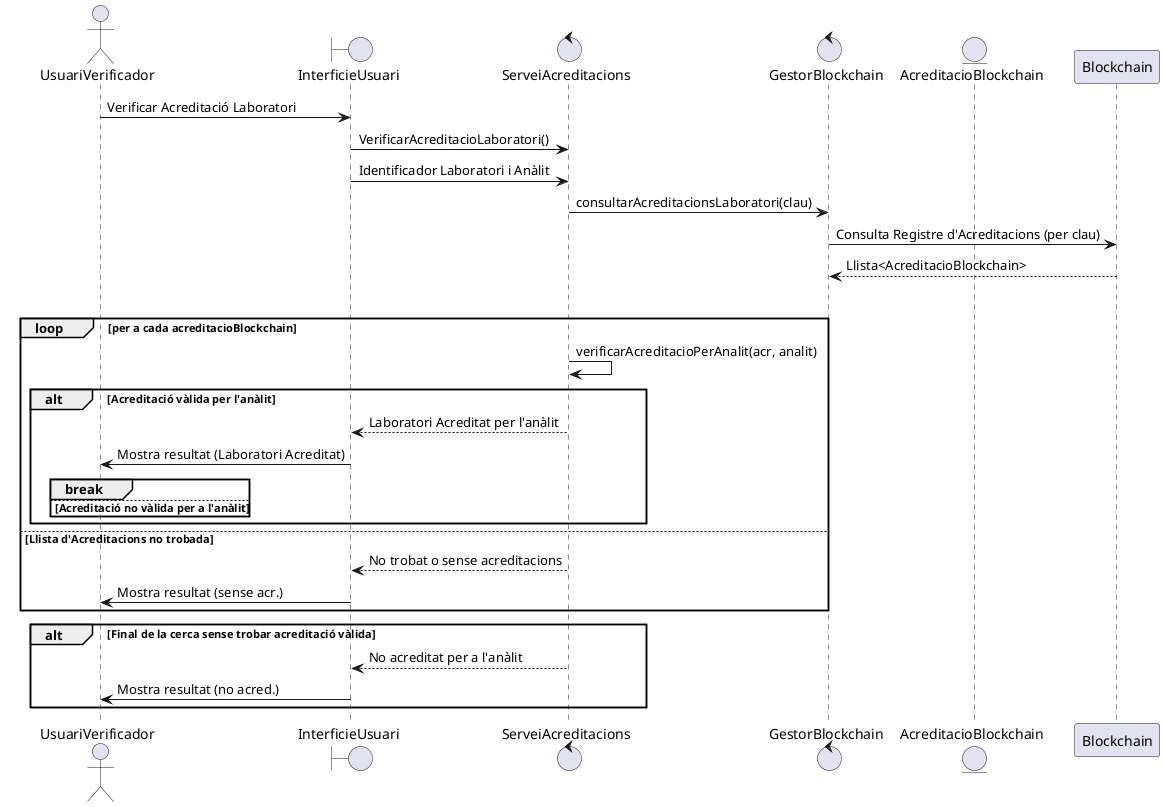 UsuariVerificador
InterficieUsuari
ServeiAcreditacions
GestorBlockchain
AcreditacioBlockchain
Blockchain
Verificar Acreditació Laboratori
VerificarAcreditacioLaboratori()
Identificador Laboratori i Anàlit
consultarAcreditacionsLaboratori(clau)
Consulta Registre d'Acreditacions (per clau)
Llista<AcreditacioBlockchain>
loop [per a cada acreditacioBlockchain]
verificarAcreditacioPerAnalit(acr, analit)
alt [Acreditació vàlida per l'anàlit]
Laboratori Acreditat per l'anàlit
Mostra resultat (Laboratori Acreditat)
break
[Acreditació no vàlida per a l'anàlit]
[Llista d'Acreditacions no trobada]
No trobat o sense acreditacions
Mostra resultat (sense acr.)
alt [Final de la cerca sense trobar acreditació vàlida]
No acreditat per a l'anàlit
Mostra resultat (no acred.)
UsuariVerificador
InterficieUsuari
ServeiAcreditacions
GestorBlockchain
AcreditacioBlockchain
Blockchain